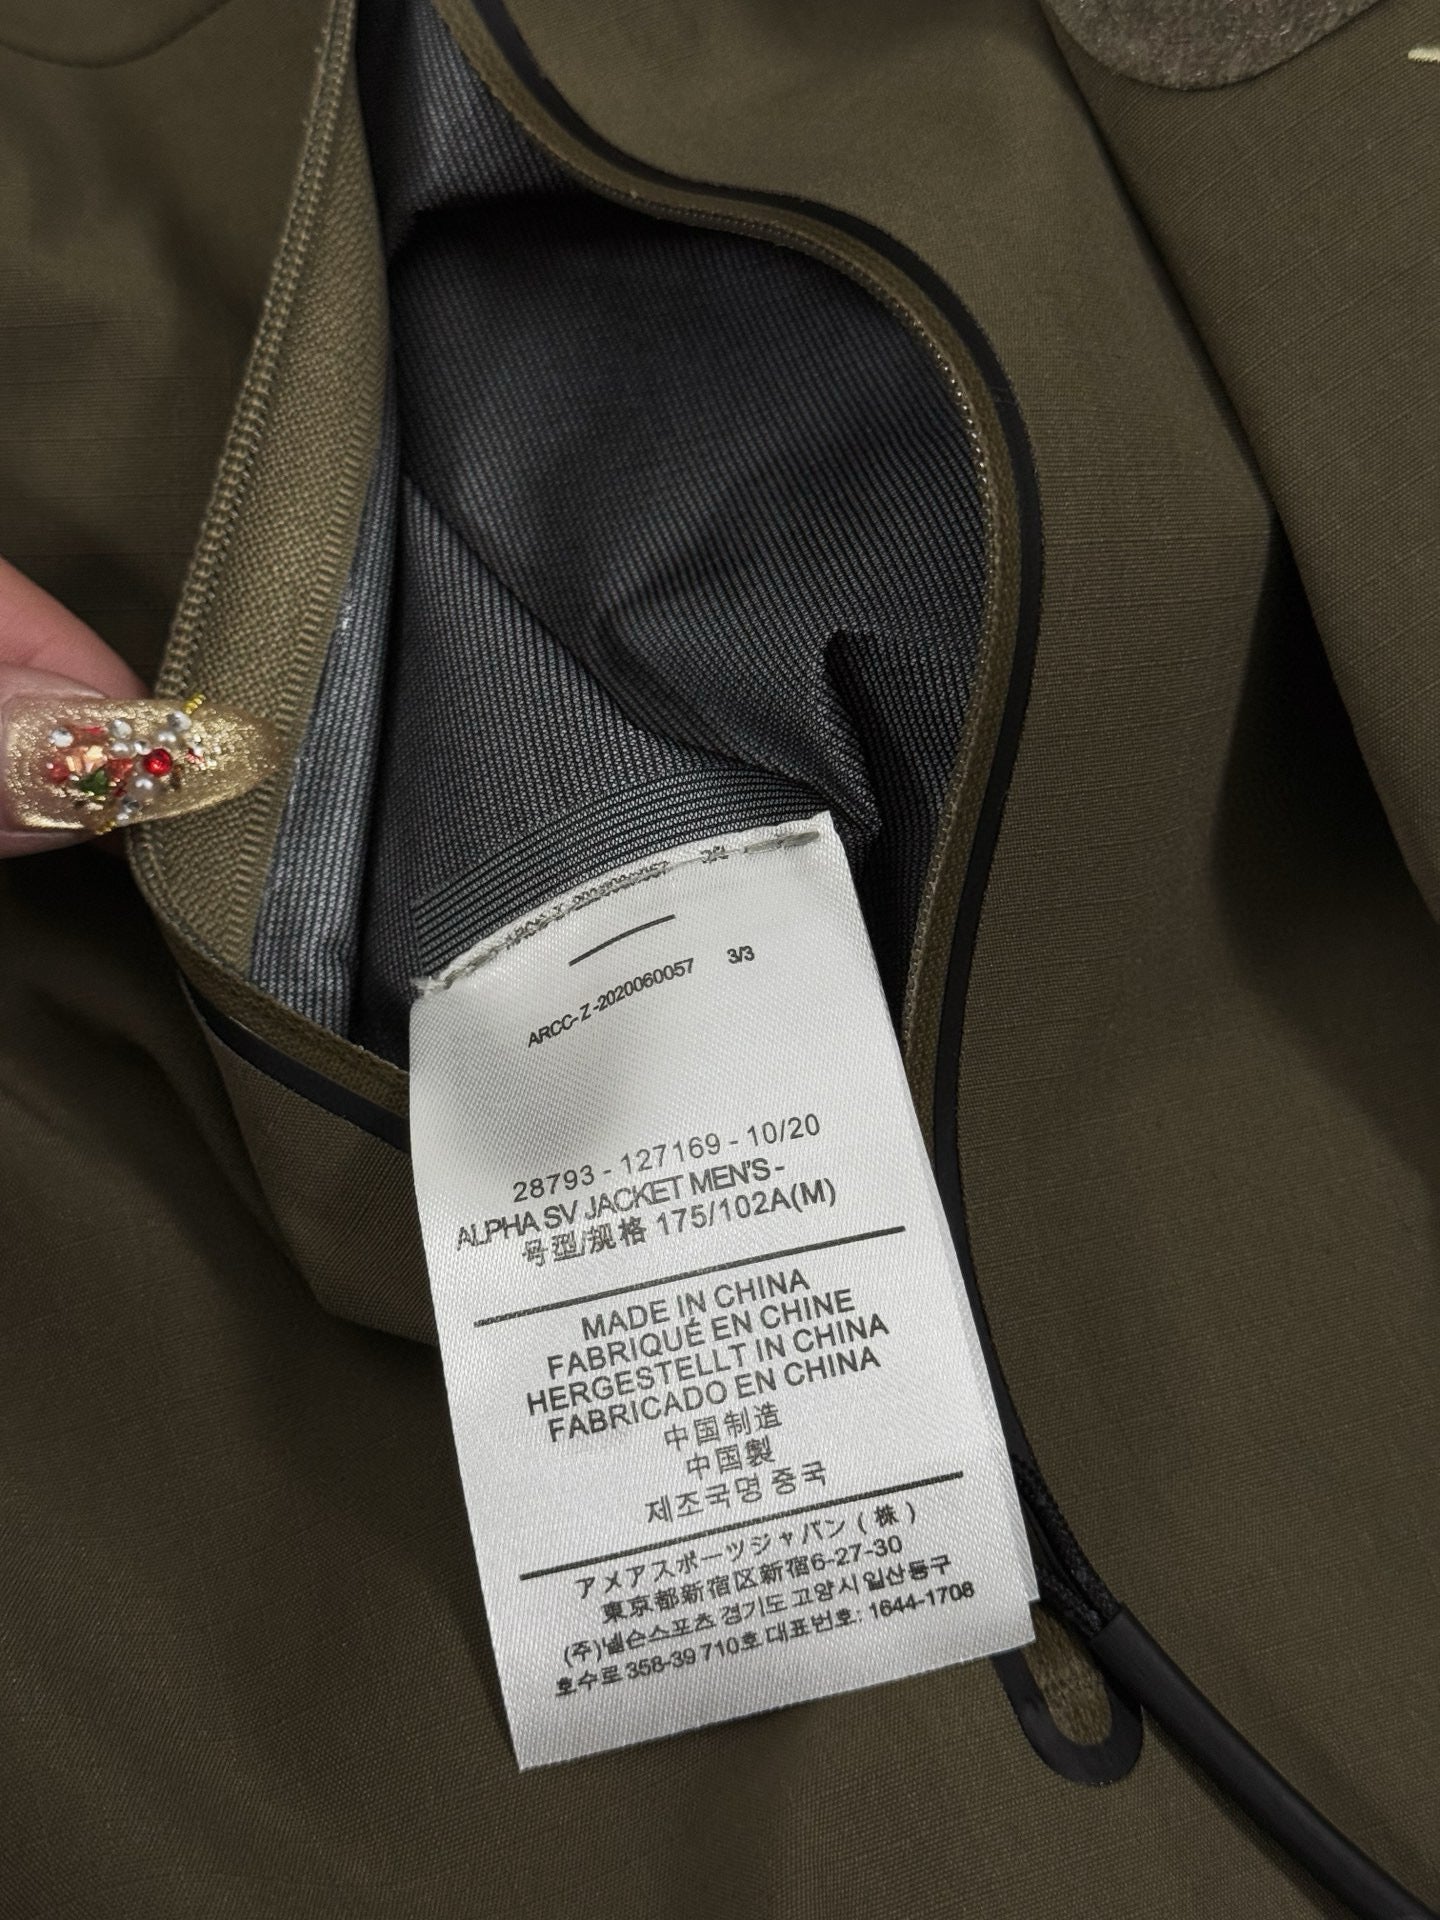 ARCC-Z-2020060057 3/3
28793 - 127169 - 10/20
ALPHA SV JACKET MEN'S -
号型/规格 175/102A(M)
MADE IN CHINA
FABRIQUÉ EN CHINE
HERGESTELLT IN CHINA
FABRICADO EN CHINA
中国制造
中国製
제조국명 중국
アメアスポーツジャパン ( 株 )
東京都新宿区新宿6-27-30
(주)넬슨스포츠 경기도 고양시 일산동구
호수로 358-39 710호 대표번호: 1644-1708